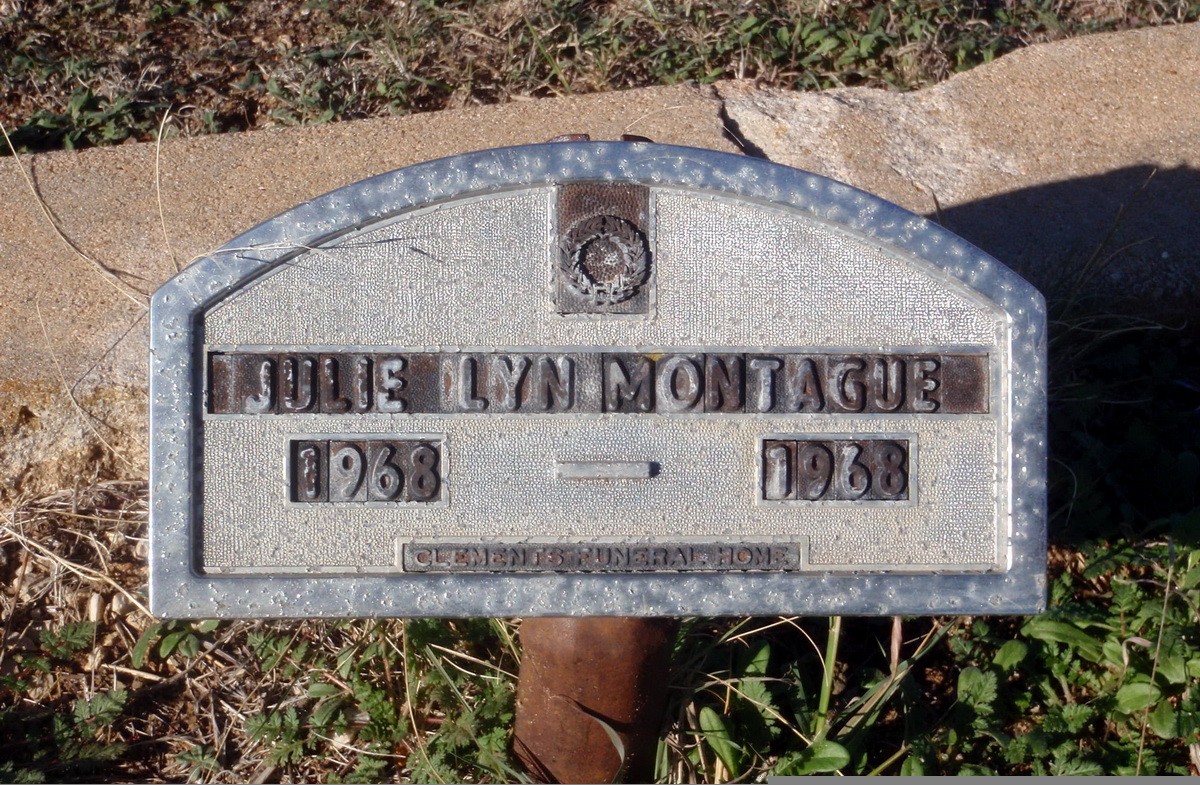 JULIE LYN MONTAGUE
1968 — 1968
CLEMENTS FUNERAL HOME